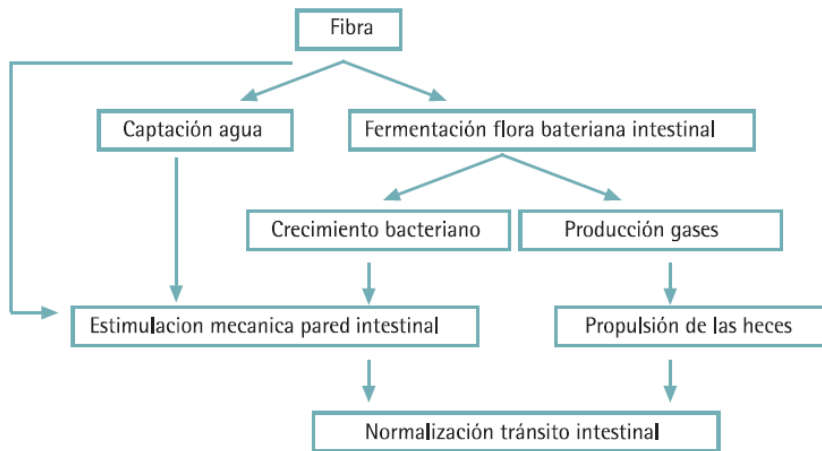 Fibra
Captación agua
Fermentación flora bateriana intestinal
Crecimiento bacteriano
Producción gases
Estimulacion mecanica pared intestinal
Propulsión de las heces
Normalización tránsito intestinal